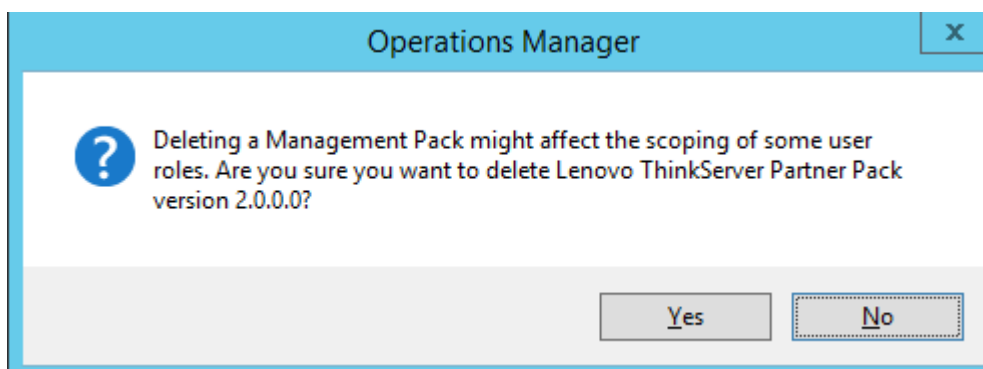 Operations Manager
x
Deleting a Management Pack might affect the scoping of some user
roles. Are you sure you want to delete Lenovo ThinkServer Partner Pack
version 2.0.0.0?
Yes
No